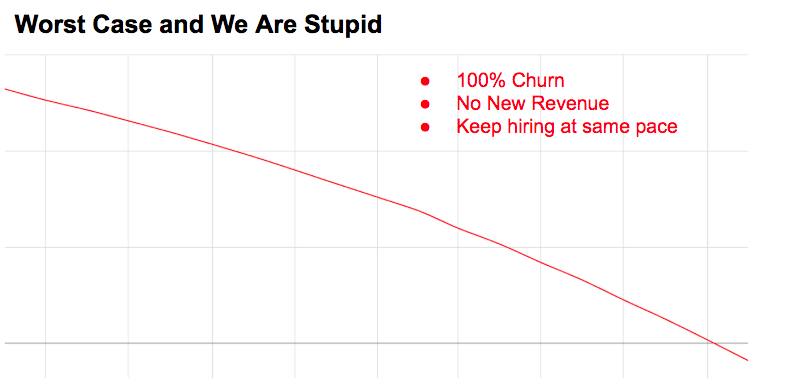 Worst Case and We Are Stupid
● 100% Churn
● No New Revenue
● Keep hiring at same pace